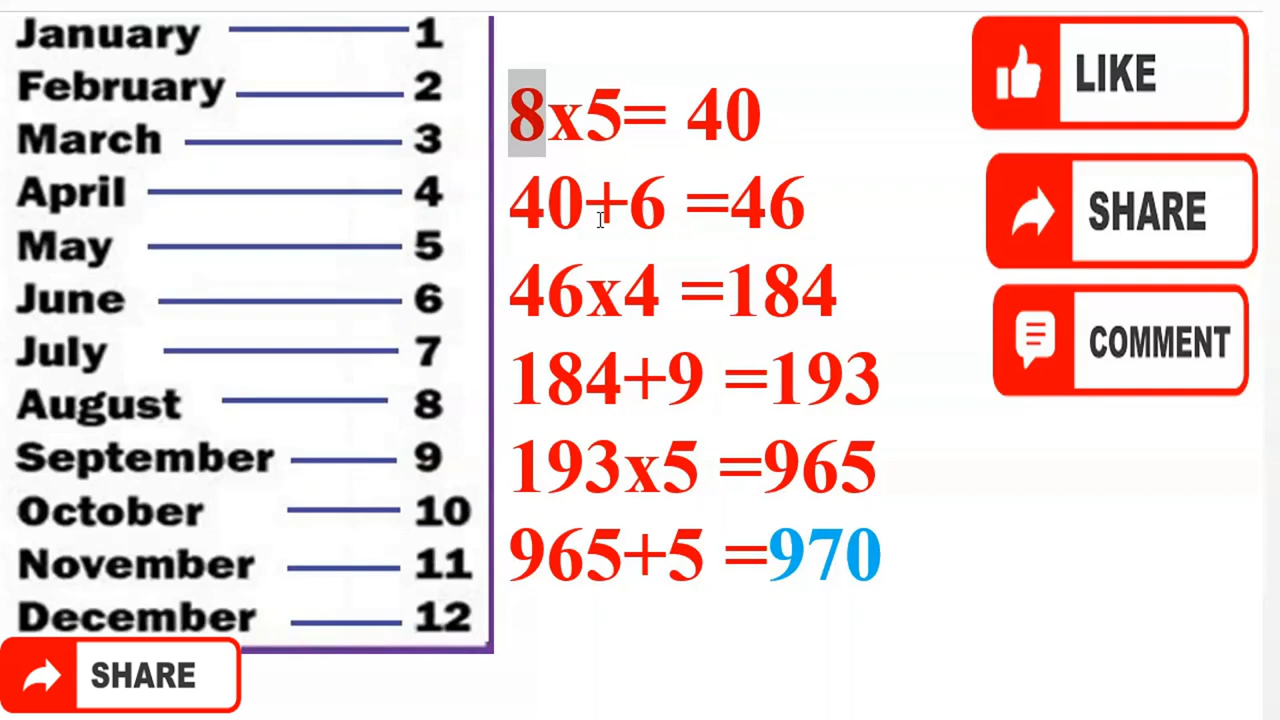 January 1
February 2
March 3
April 4
May 5
June 6
July 7
August 8
September 9
October 10
November 11
December 12
SHARE
8x5= 40
40+6 =46
46x4 =184
184+9 =193
193x5 =965
965+5 =970
LIKE
SHARE
COMMENT